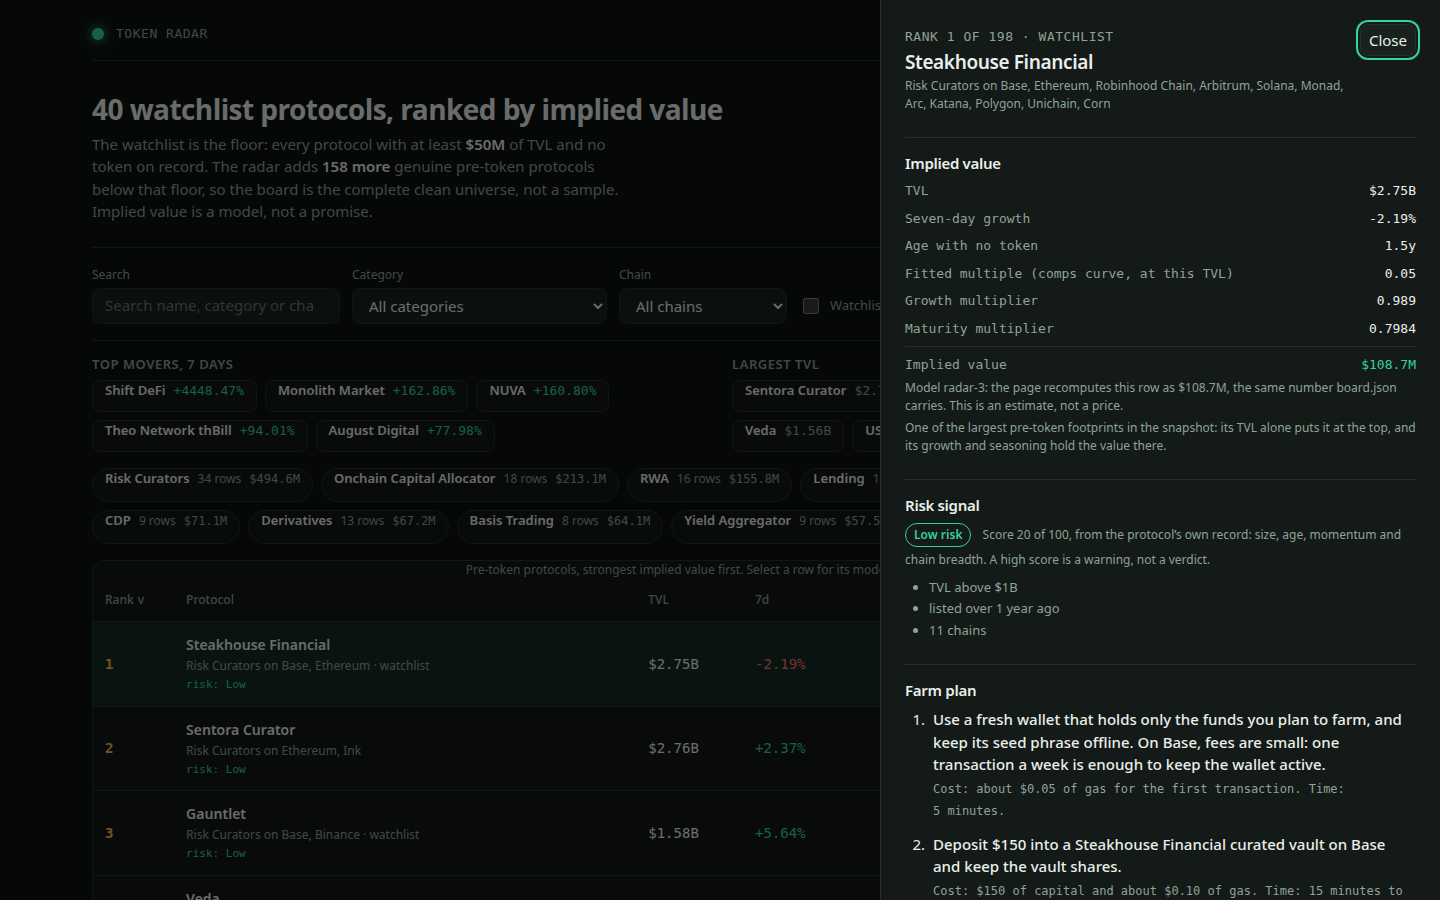 TOKEN RADAR
40 watchlist protocols, ranked by implied value
The watchlist is the floor: every protocol with at least $50M of TVL and no
token on record. The radar adds 158 more genuine pre-token protocols
below that floor, so the board is the complete clean universe, not a sample.
Implied value is a model, not a promise.
Search
Category
Chain
Search name, category or cha
All categories
All chains
Watchlis
TOP MOVERS, 7 DAYS
LARGEST TVL
Shift DeFi +4448.47%
Monolith Market +162.86%
NUVA +160.80%
Sentora Curator $2.7
Theo Network thBill +94.01%
August Digital +77.98%
Veda $1.56B
US
Risk Curators 34 rows $494.6M
Onchain Capital Allocator 18 rows $213.1M
RWA 16 rows $155.8M
Lending 1
CDP 9 rows $71.1M
Derivatives 13 rows $67.2M
Basis Trading 8 rows $64.1M
Yield Aggregator 9 rows $57.5
Pre-token protocols, strongest implied value first. Select a row for its mod
Rank v
Protocol
TVL
7d
1
Steakhouse Financial
Risk Curators on Base, Ethereum · watchlist
risk: Low
$2.75B
-2.19%
2
Sentora Curator
Risk Curators on Ethereum, Ink
risk: Low
$2.76B
+2.37%
3
Gauntlet
Risk Curators on Base, Binance · watchlist
risk: Low
$1.58B
+5.64%
Veda
RANK 1 OF 198 · WATCHLIST
Close
Steakhouse Financial
Risk Curators on Base, Ethereum, Robinhood Chain, Arbitrum, Solana, Monad,
Arc, Katana, Polygon, Unichain, Corn
Implied value
TVL $2.75B
Seven-day growth -2.19%
Age with no token 1.5y
Fitted multiple (comps curve, at this TVL) 0.05
Growth multiplier 0.989
Maturity multiplier 0.7984
Implied value $108.7M
Model radar-3: the page recomputes this row as $108.7M, the same number board.json
carries. This is an estimate, not a price.
One of the largest pre-token footprints in the snapshot: its TVL alone puts it at the top, and
its growth and seasoning hold the value there.
Risk signal
Low risk Score 20 of 100, from the protocol's own record: size, age, momentum and
chain breadth. A high score is a warning, not a verdict.
• TVL above $1B
• listed over 1 year ago
• 11 chains
Farm plan
1. Use a fresh wallet that holds only the funds you plan to farm, and
keep its seed phrase offline. On Base, fees are small: one
transaction a week is enough to keep the wallet active.
Cost: about $0.05 of gas for the first transaction. Time:
5 minutes.
2. Deposit $150 into a Steakhouse Financial curated vault on Base
and keep the vault shares.
Cost: $150 of capital and about $0.10 of gas. Time: 15 minutes to